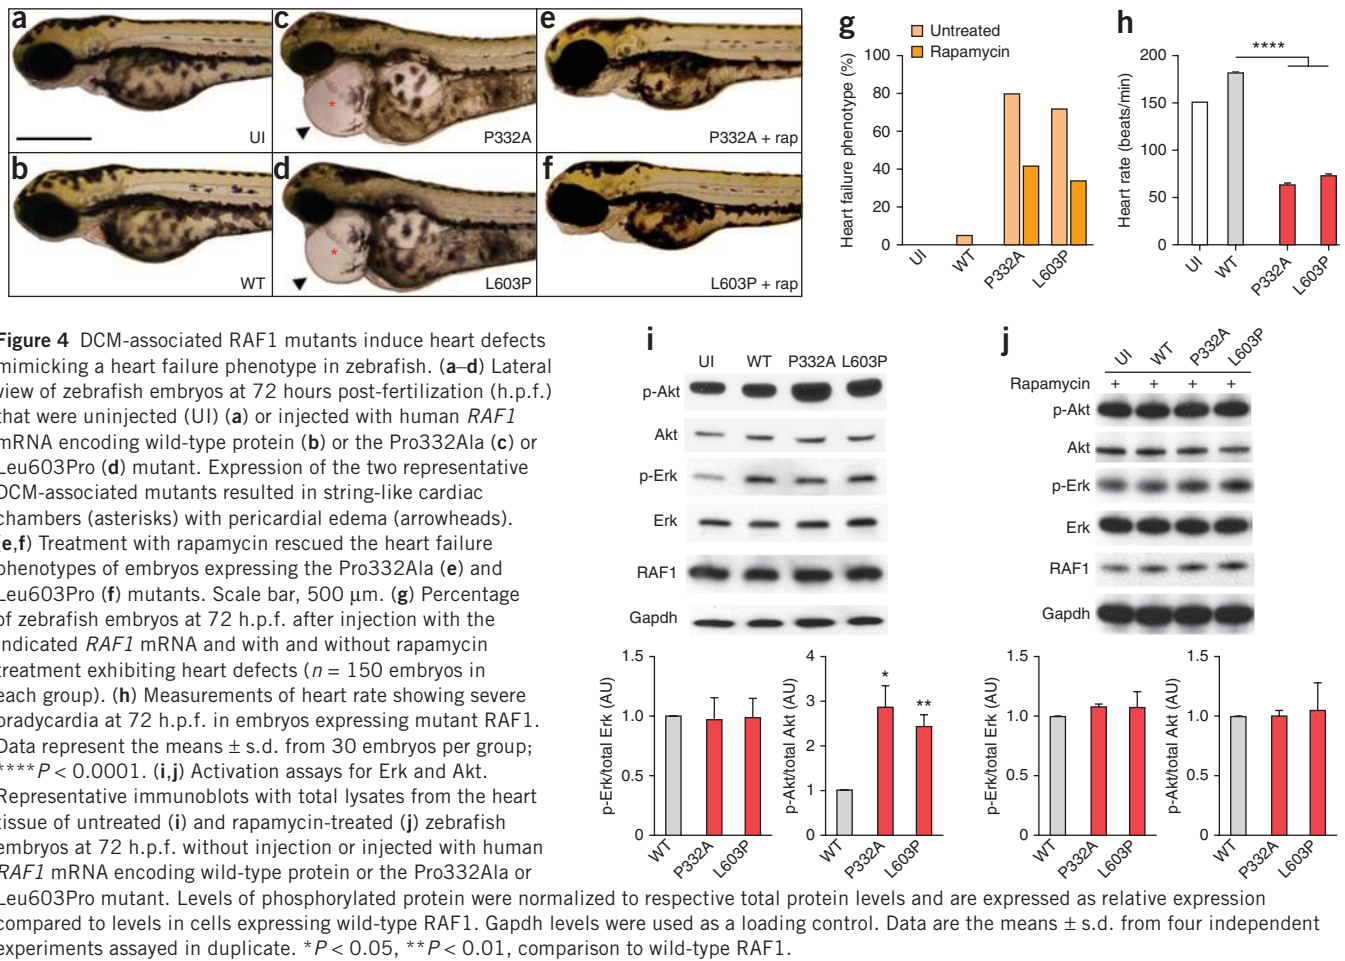 a
UI
b
WT
c
P332A
d
L603P
e
P332A + rap
f
L603P + rap
g
Untreated
Rapamycin
Heart failure phenotype (%)
100
80
60
40
20
0
UI
WT
P332A
L603P
h
Heart rate (beats/min)
200
150
100
50
0
****
UI
WT
P332A
L603P
Figure 4 DCM-associated RAF1 mutants induce heart defects
mimicking a heart failure phenotype in zebrafish. (a–d) Lateral
view of zebrafish embryos at 72 hours post-fertilization (h.p.f.)
that were uninjected (UI) (a) or injected with human RAF1
mRNA encoding wild-type protein (b) or the Pro332Ala (c) or
Leu603Pro (d) mutant. Expression of the two representative
DCM-associated mutants resulted in string-like cardiac
chambers (asterisks) with pericardial edema (arrowheads).
(e,f) Treatment with rapamycin rescued the heart failure
phenotypes of embryos expressing the Pro332Ala (e) and
Leu603Pro (f) mutants. Scale bar, 500 μm. (g) Percentage
of zebrafish embryos at 72 h.p.f. after injection with the
indicated RAF1 mRNA and with and without rapamycin
treatment exhibiting heart defects (n = 150 embryos in
each group). (h) Measurements of heart rate showing severe
bradycardia at 72 h.p.f. in embryos expressing mutant RAF1.
Data represent the means ± s.d. from 30 embryos per group;
****P < 0.0001. (i,j) Activation assays for Erk and Akt.
Representative immunoblots with total lysates from the heart
tissue of untreated (i) and rapamycin-treated (j) zebrafish
embryos at 72 h.p.f. without injection or injected with human
RAF1 mRNA encoding wild-type protein or the Pro332Ala or
Leu603Pro mutant. Levels of phosphorylated protein were normalized to respective total protein levels and are expressed as relative expression
compared to levels in cells expressing wild-type RAF1. Gapdh levels were used as a loading control. Data are the means ± s.d. from four independent
experiments assayed in duplicate. *P < 0.05, **P < 0.01, comparison to wild-type RAF1.
i
UI WT P332A L603P
p-Akt
Akt
p-Erk
Erk
RAF1
Gapdh
p-Erk/total Erk (AU)
1.5
1.0
0.5
0
WT
P332A
L603P
p-Akt/total Akt (AU)
4
3
2
1
0
*
**
WT
P332A
L603P
j
UI WT P332A L603P
Rapamycin + + + +
p-Akt
Akt
p-Erk
Erk
RAF1
Gapdh
p-Erk/total Erk (AU)
1.5
1.0
0.5
0
WT
P332A
L603P
p-Akt/total Akt (AU)
1.5
1.0
0.5
0
WT
P332A
L603P